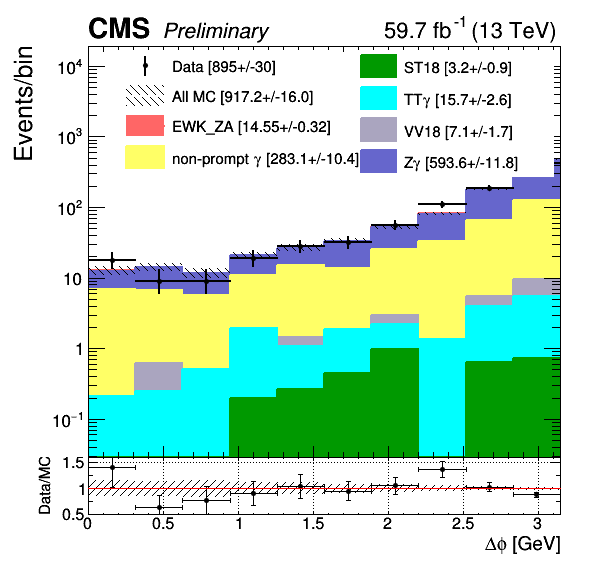 CMS Preliminary 59.7 fb⁻¹ (13 TeV)
Events/bin
10⁴
10³
10²
10
1
10⁻¹
Data [895+/-30]
All MC [917.2+/-16.0]
EWK_ZA [14.55+/-0.32]
non-prompt γ [283.1+/-10.4]
ST18 [3.2+/-0.9]
TTγ [15.7+/-2.6]
VV18 [7.1+/-1.7]
Zγ [593.6+/-11.8]
Data/MC
1.5
1
0.5
0 0.5 1 1.5 2 2.5 3
Δϕ [GeV]